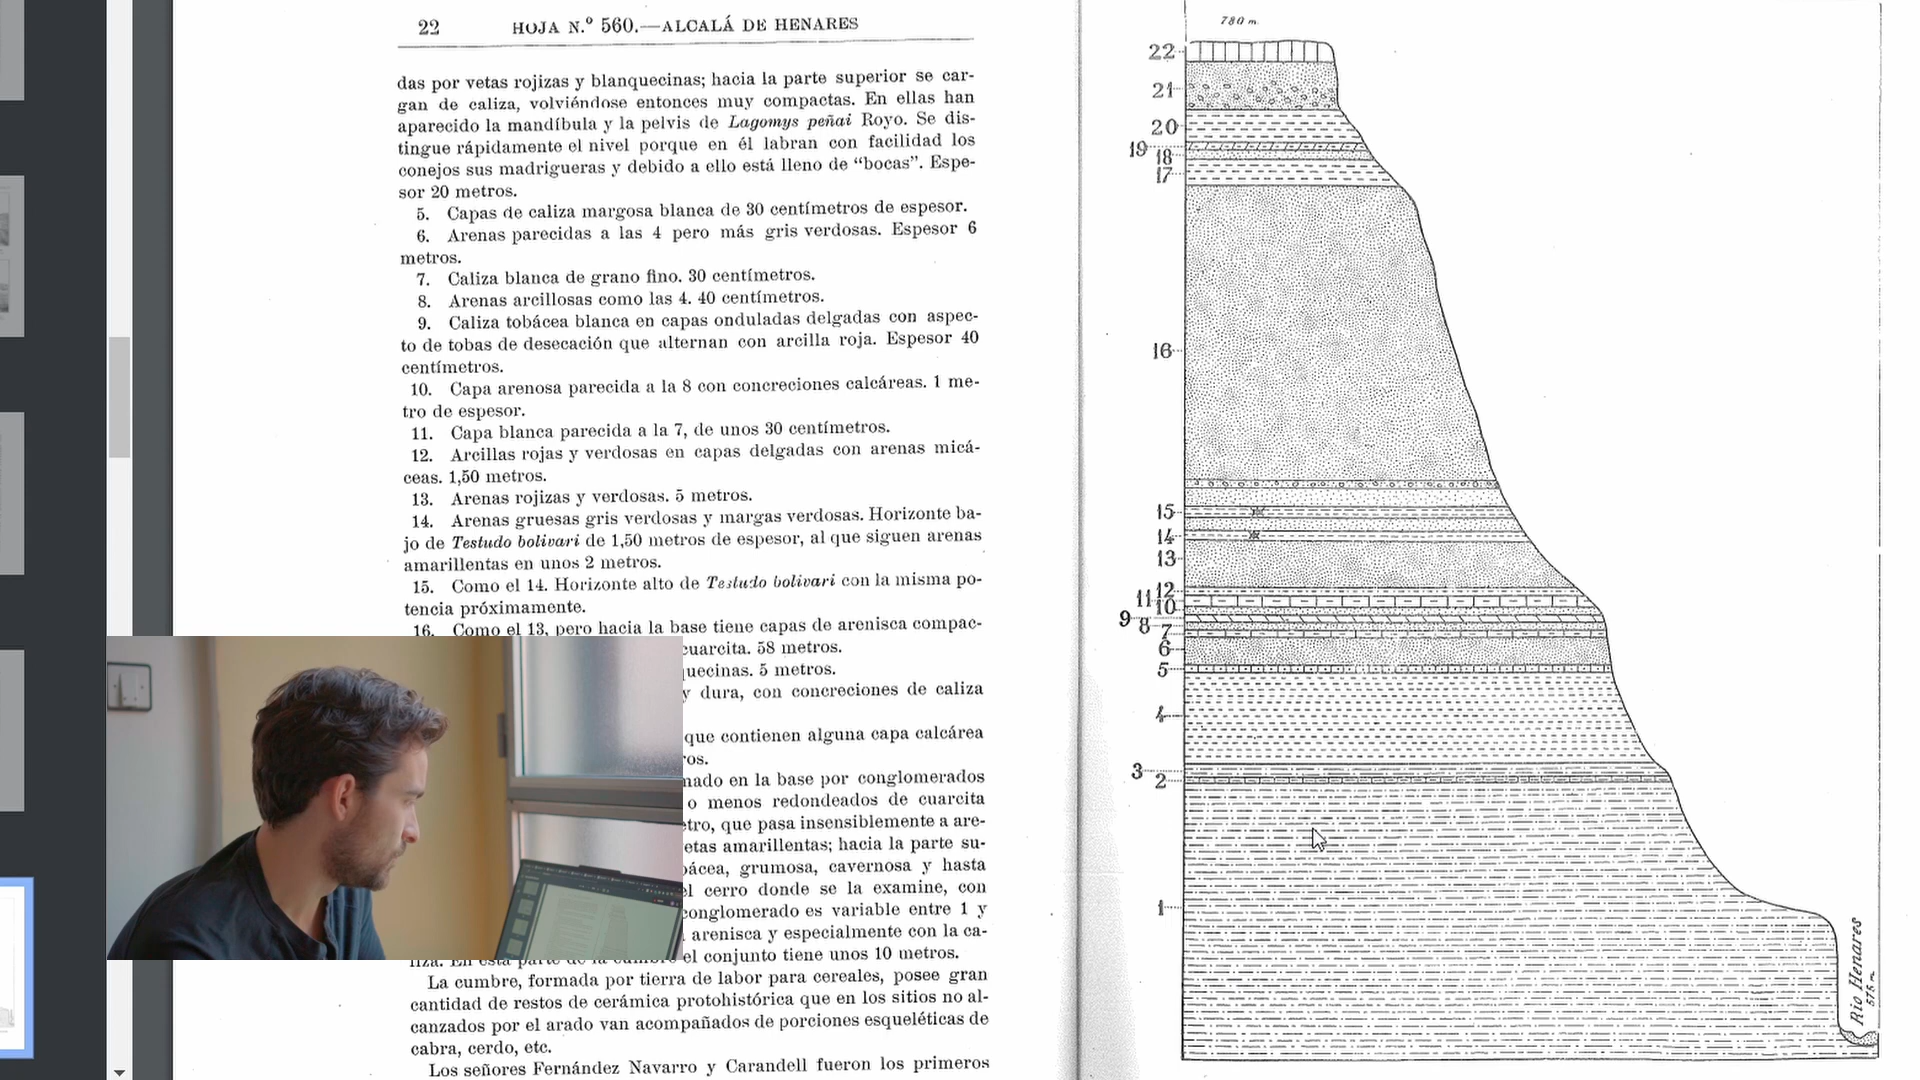 22 HOJA N.º 560.—ALCALÁ DE HENARES
das por vetas rojizas y blanquecinas; hacia la parte superior se car-
gan de caliza, volviéndose entonces muy compactas. En ellas han
aparecido la mandíbula y la pelvis de Lagomys peñai Royo. Se dis-
tingue rápidamente el nivel porque en él labran con facilidad los
conejos sus madrigueras y debido a ello está lleno de “bocas”. Espe-
sor 20 metros.
5. Capas de caliza margosa blanca de 30 centímetros de espesor.
6. Arenas parecidas a las 4 pero más gris verdosas. Espesor 6
metros.
7. Caliza blanca de grano fino. 30 centímetros.
8. Arenas arcillosas como las 4. 40 centímetros.
9. Caliza tobácea blanca en capas onduladas delgadas con aspec-
to de tobas de desecación que alternan con arcilla roja. Espesor 40
centímetros.
10. Capa arenosa parecida a la 8 con concreciones calcáreas. 1 me-
tro de espesor.
11. Capa blanca parecida a la 7, de unos 30 centímetros.
12. Arcillas rojas y verdosas en capas delgadas con arenas micá-
ceas. 1,50 metros.
13. Arenas rojizas y verdosas. 5 metros.
14. Arenas gruesas gris verdosas y margas verdosas. Horizonte ba-
jo de Testudo bolivari de 1,50 metros de espesor, al que siguen arenas
amarillentas en unos 2 metros.
15. Como el 14. Horizonte alto de Testudo bolivari con la misma po-
tencia próximamente.
16. Como el 13, pero hacia la base tiene capas de arenisca compac-
cuarcita. 58 metros.
uecinas. 5 metros.
y dura, con concreciones de caliza
que contienen alguna capa calcárea
ros.
nado en la base por conglomerados
o menos redondeados de cuarcita
etro, que pasa insensiblemente a are-
etas amarillentas; hacia la parte su-
bácea, grumosa, cavernosa y hasta
el cerro donde se la examine, con
conglomerado es variable entre 1 y
arenisca y especialmente con la ca-
liza. En esta parte de la cumbre el conjunto tiene unos 10 metros.
La cumbre, formada por tierra de labor para cereales, posee gran
cantidad de restos de cerámica protohistórica que en los sitios no al-
canzados por el arado van acompañados de porciones esqueléticas de
cabra, cerdo, etc.
Los señores Fernández Navarro y Carandell fueron los primeros
780 m.
22
21
20
19
18
17
16
15
14
13
12
11
10
9
8
7
6
5
4
3
2
1
Rio Henares
575 m.